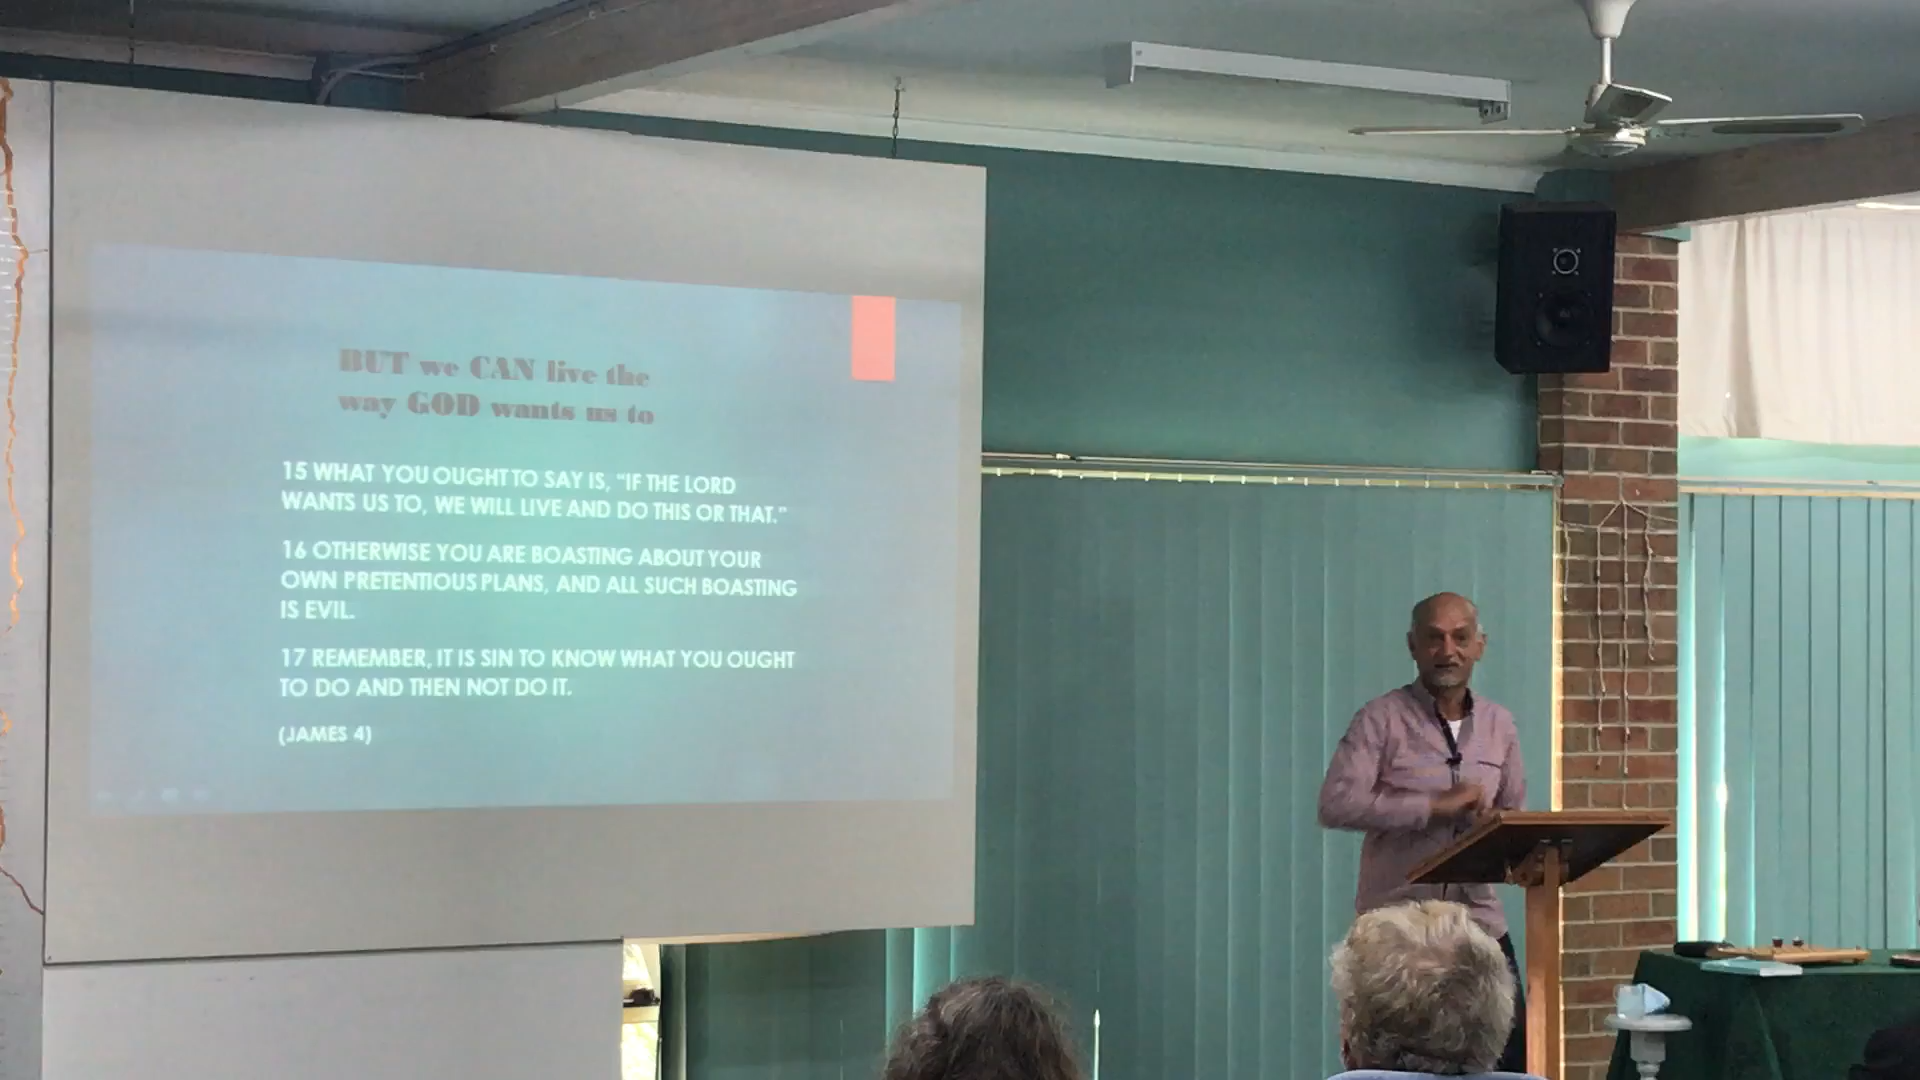 BUT we CAN live the
way GOD wants us to
15 WHAT YOU OUGHT TO SAY IS, “IF THE LORD
WANTS US TO, WE WILL LIVE AND DO THIS OR THAT.”
16 OTHERWISE YOU ARE BOASTING ABOUT YOUR
OWN PRETENTIOUS PLANS, AND ALL SUCH BOASTING
IS EVIL.
17 REMEMBER, IT IS SIN TO KNOW WHAT YOU OUGHT
TO DO AND THEN NOT DO IT.
(JAMES 4)